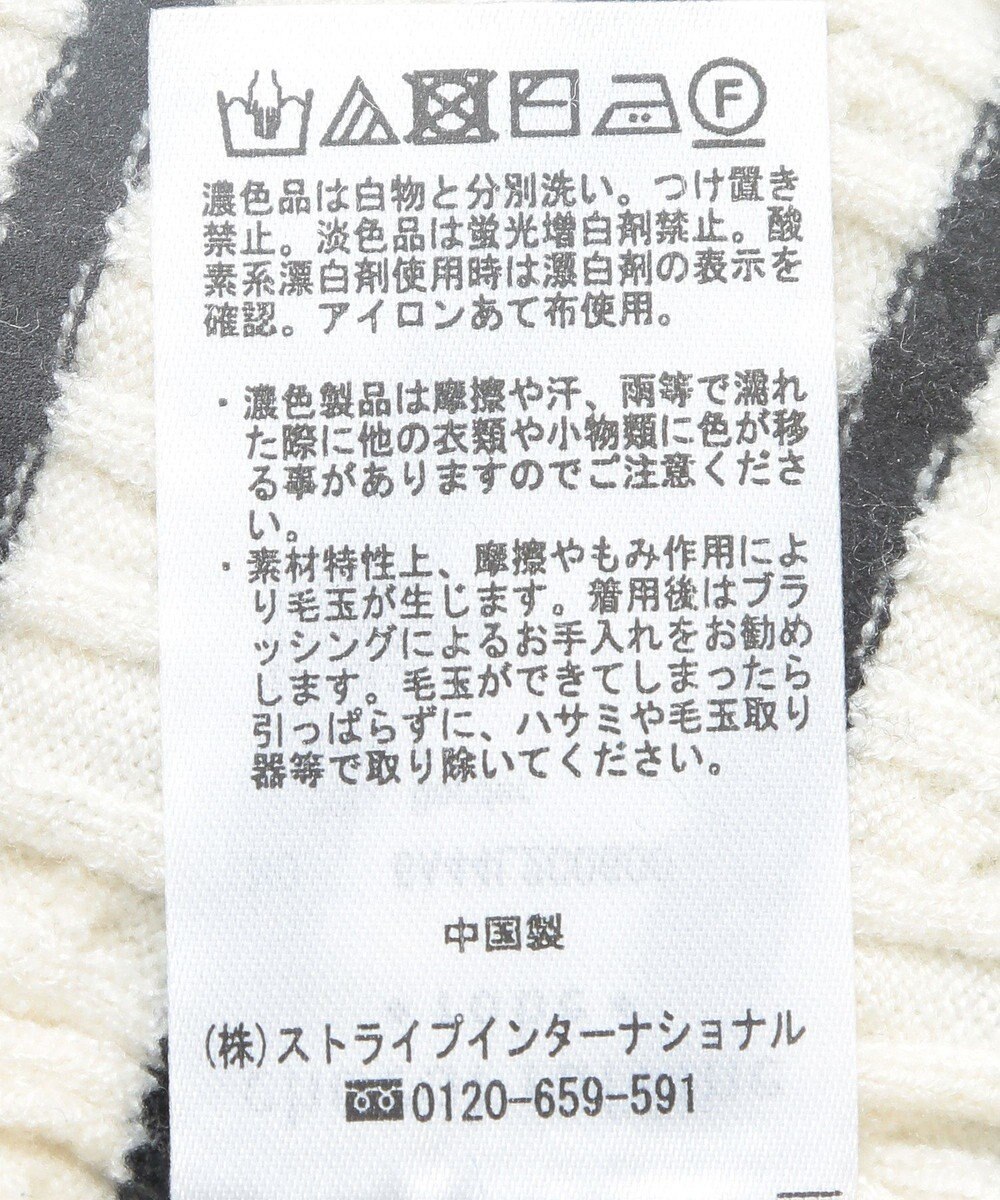 F
濃色品は白物と分別洗い。つけ置き
禁止。淡色品は蛍光増白剤禁止。酸
素系漂白剤使用時は漂白剤の表示を
確認。アイロンあて布使用。
・濃色製品は摩擦や汗、雨等で濡れ
た際に他の衣類や小物類に色が移
る事がありますのでご注意くださ
い。
・素材特性上、摩擦やもみ作用によ
り毛玉が生じます。着用後はブラ
ッシングによるお手入れをお勧め
します。毛玉ができてしまったら
引っぱらずに、ハサミや毛玉取り
器等で取り除いてください。
中国製
(株)ストライプインターナショナル
0120-659-591